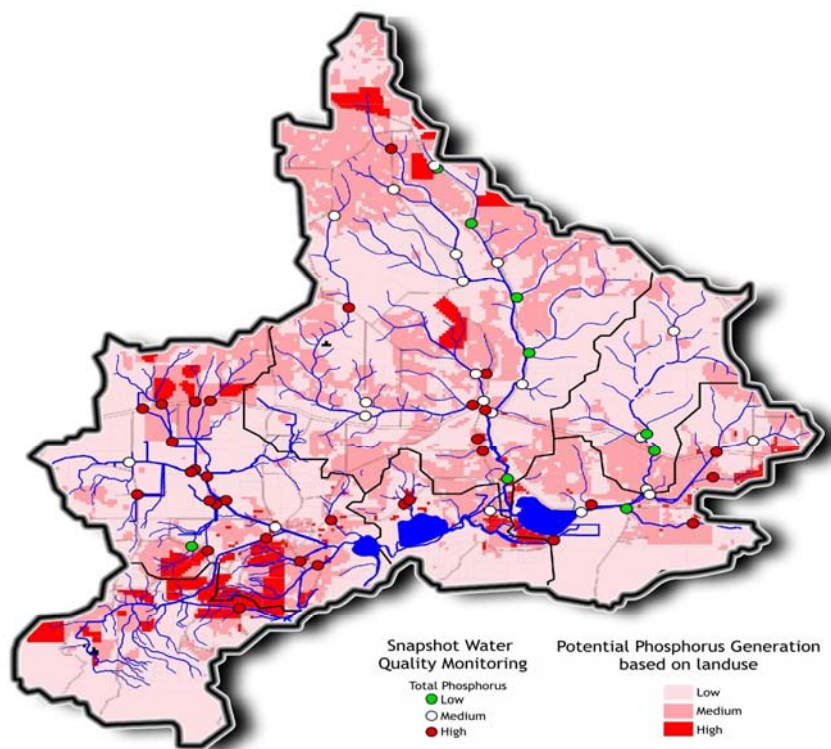 Snapshot Water
Quality Monitoring
Total Phosphorus
Low
Medium
High
Potential Phosphorus Generation
based on landuse
Low
Medium
High